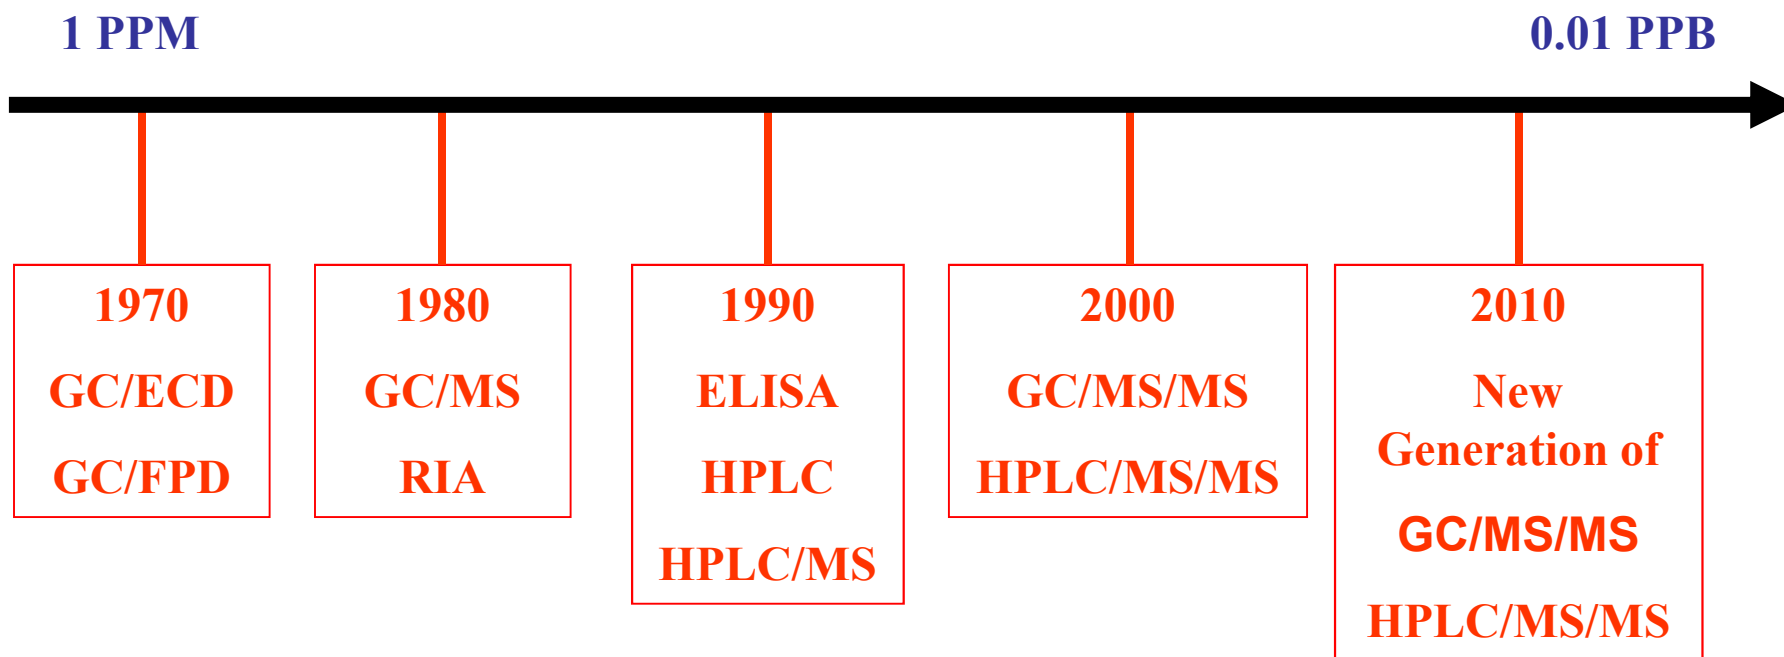 1 PPM
0.01 PPB
1970
GC/ECD
GC/FPD
1980
GC/MS
RIA
1990
ELISA
HPLC
HPLC/MS
2000
GC/MS/MS
HPLC/MS/MS
2010
New
Generation of
GC/MS/MS
HPLC/MS/MS